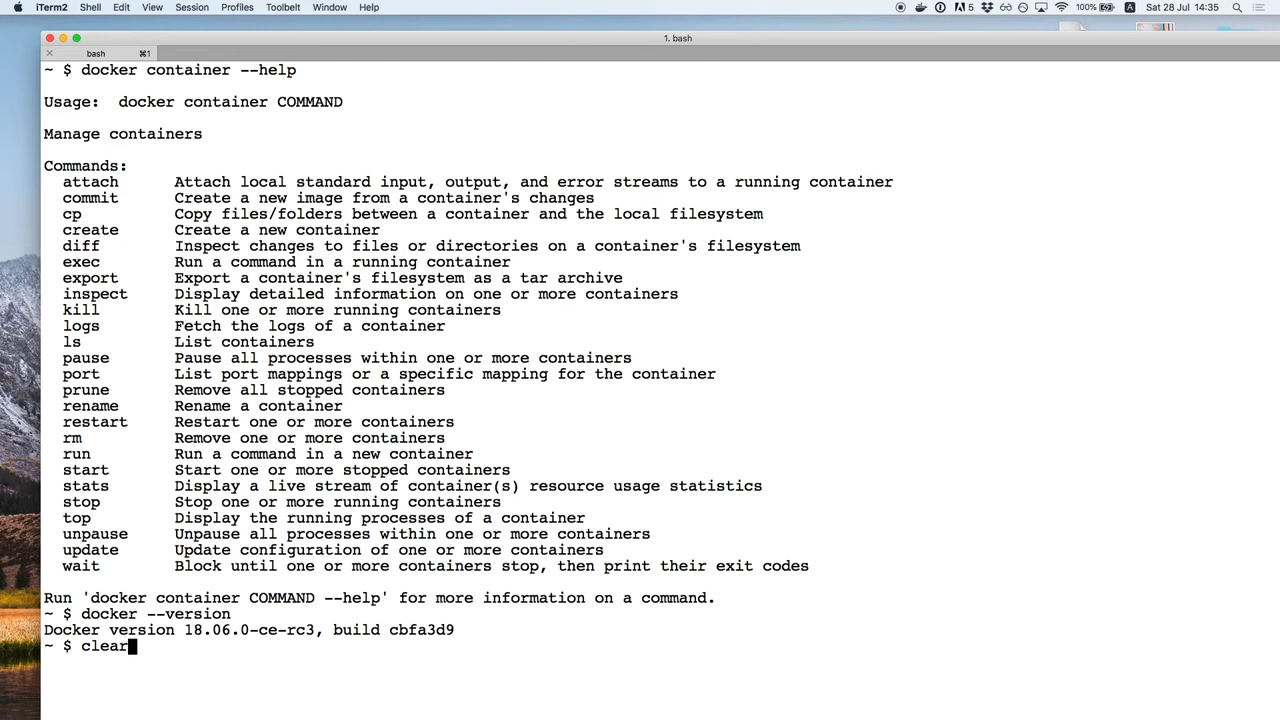 iTerm2 Shell Edit View Session Profiles Toolbelt Window Help 5 100% A Sat 28 Jul 14:35
1. bash
bash ⌘1
~ $ docker container --help
Usage:  docker container COMMAND
Manage containers
Commands:
attach      Attach local standard input, output, and error streams to a running container
commit      Create a new image from a container's changes
cp          Copy files/folders between a container and the local filesystem
create      Create a new container
diff        Inspect changes to files or directories on a container's filesystem
exec        Run a command in a running container
export      Export a container's filesystem as a tar archive
inspect     Display detailed information on one or more containers
kill        Kill one or more running containers
logs        Fetch the logs of a container
ls          List containers
pause       Pause all processes within one or more containers
port        List port mappings or a specific mapping for the container
prune       Remove all stopped containers
rename      Rename a container
restart     Restart one or more containers
rm          Remove one or more containers
run         Run a command in a new container
start       Start one or more stopped containers
stats       Display a live stream of container(s) resource usage statistics
stop        Stop one or more running containers
top         Display the running processes of a container
unpause     Unpause all processes within one or more containers
update      Update configuration of one or more containers
wait        Block until one or more containers stop, then print their exit codes
Run 'docker container COMMAND --help' for more information on a command.
~ $ docker --version
Docker version 18.06.0-ce-rc3, build cbfa3d9
~ $ clear